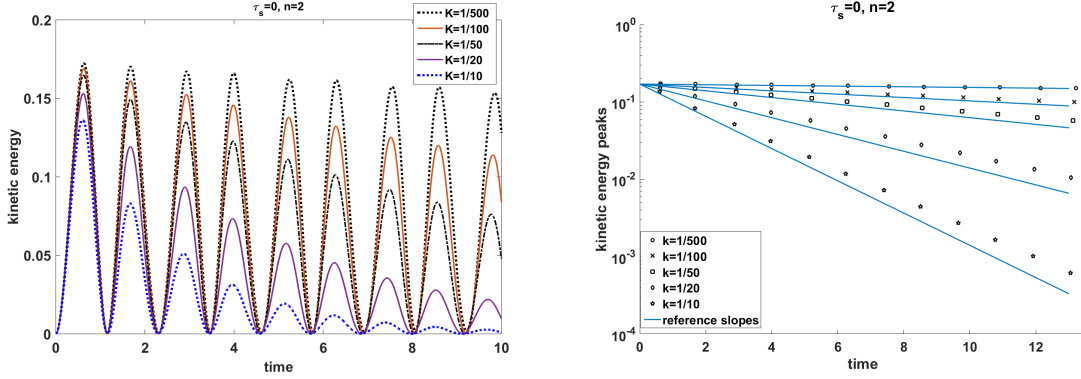 τs=0, n=2
K=1/500
K=1/100
K=1/50
K=1/20
K=1/10
0.2
0.15
0.1
0.05
0
kinetic energy
0 2 4 6 8 10
time
τs=0, n=2
10^0
10^-1
10^-2
10^-3
10^-4
kinetic energy peaks
k=1/500
k=1/100
k=1/50
k=1/20
k=1/10
reference slopes
0 2 4 6 8 10 12
time